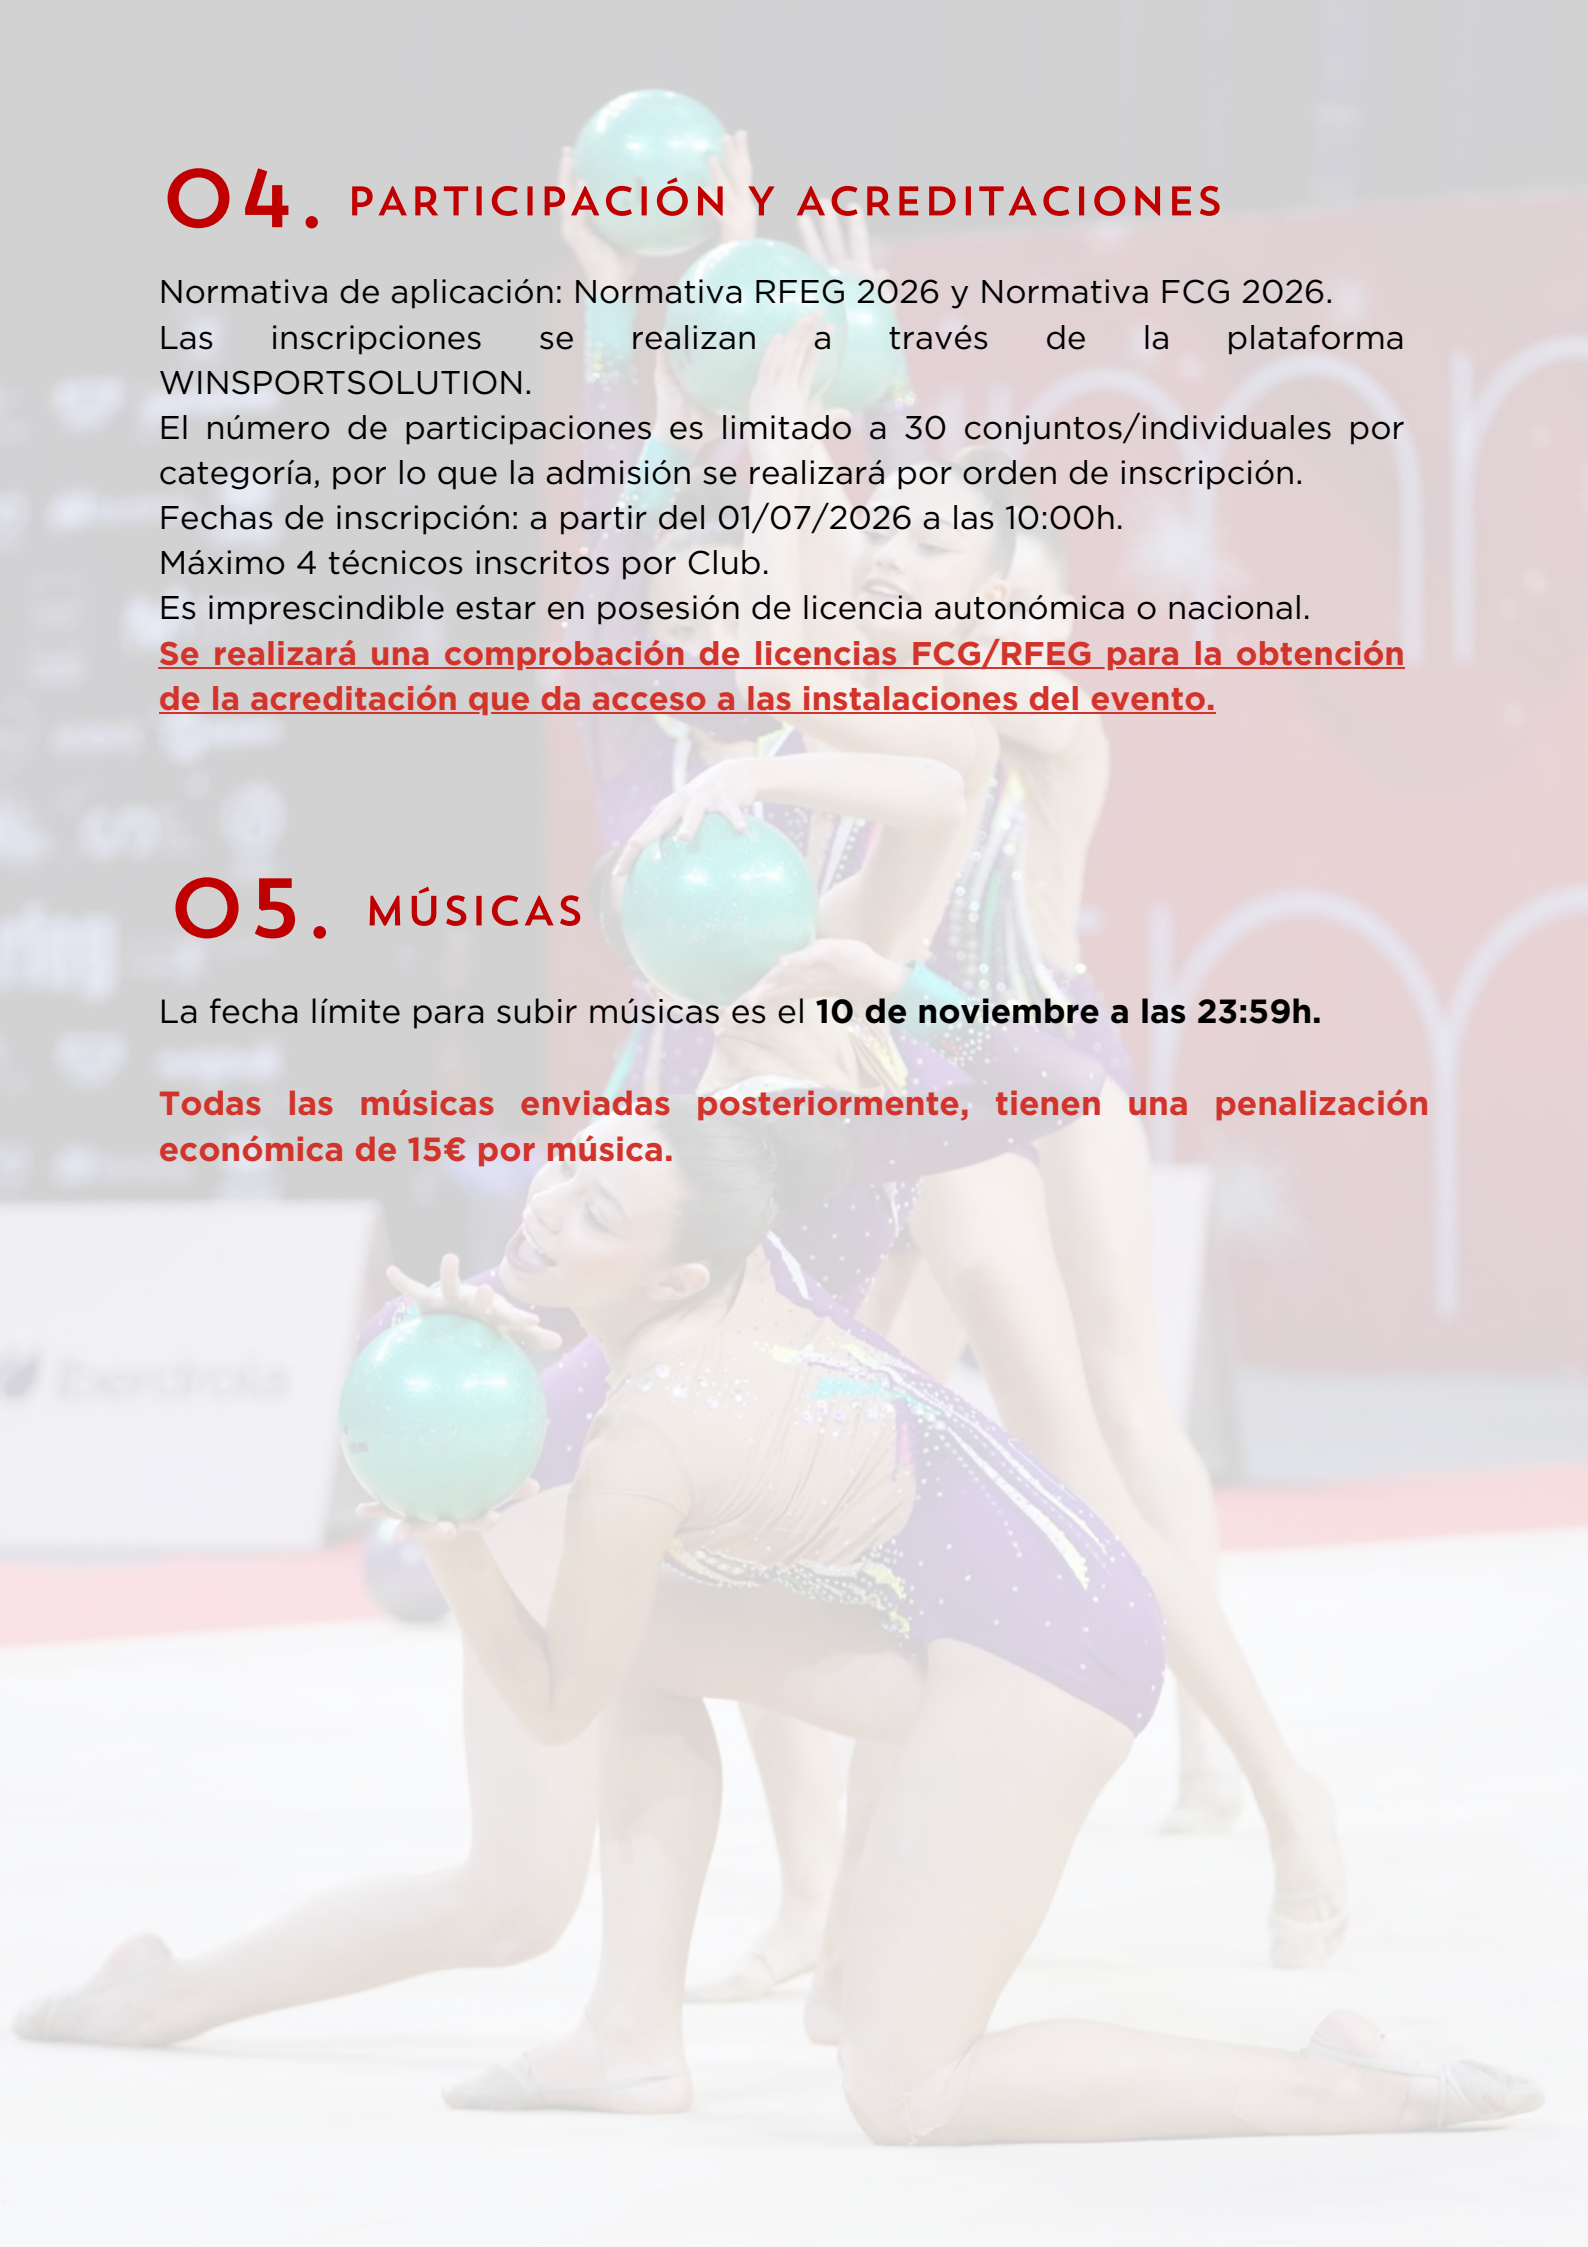 04. PARTICIPACIÓN Y ACREDITACIONES
Normativa de aplicación: Normativa RFEG 2026 y Normativa FCG 2026.
Las inscripciones se realizan a través de la plataforma
WINSPORTSOLUTION.
El número de participaciones es limitado a 30 conjuntos/individuales por
categoría, por lo que la admisión se realizará por orden de inscripción.
Fechas de inscripción: a partir del 01/07/2026 a las 10:00h.
Máximo 4 técnicos inscritos por Club.
Es imprescindible estar en posesión de licencia autonómica o nacional.
Se realizará una comprobación de licencias FCG/RFEG para la obtención
de la acreditación que da acceso a las instalaciones del evento.
05. MÚSICAS
La fecha límite para subir músicas es el 10 de noviembre a las 23:59h.
Todas las músicas enviadas posteriormente, tienen una penalización
económica de 15€ por música.
Iberdrola